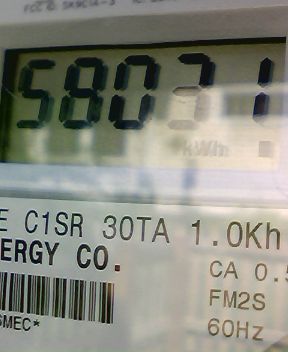 58031
kWh
E C1SR 30TA 1.0Kh
ERGY CO.
CA 0.5
FM2S
60Hz
SMEC*